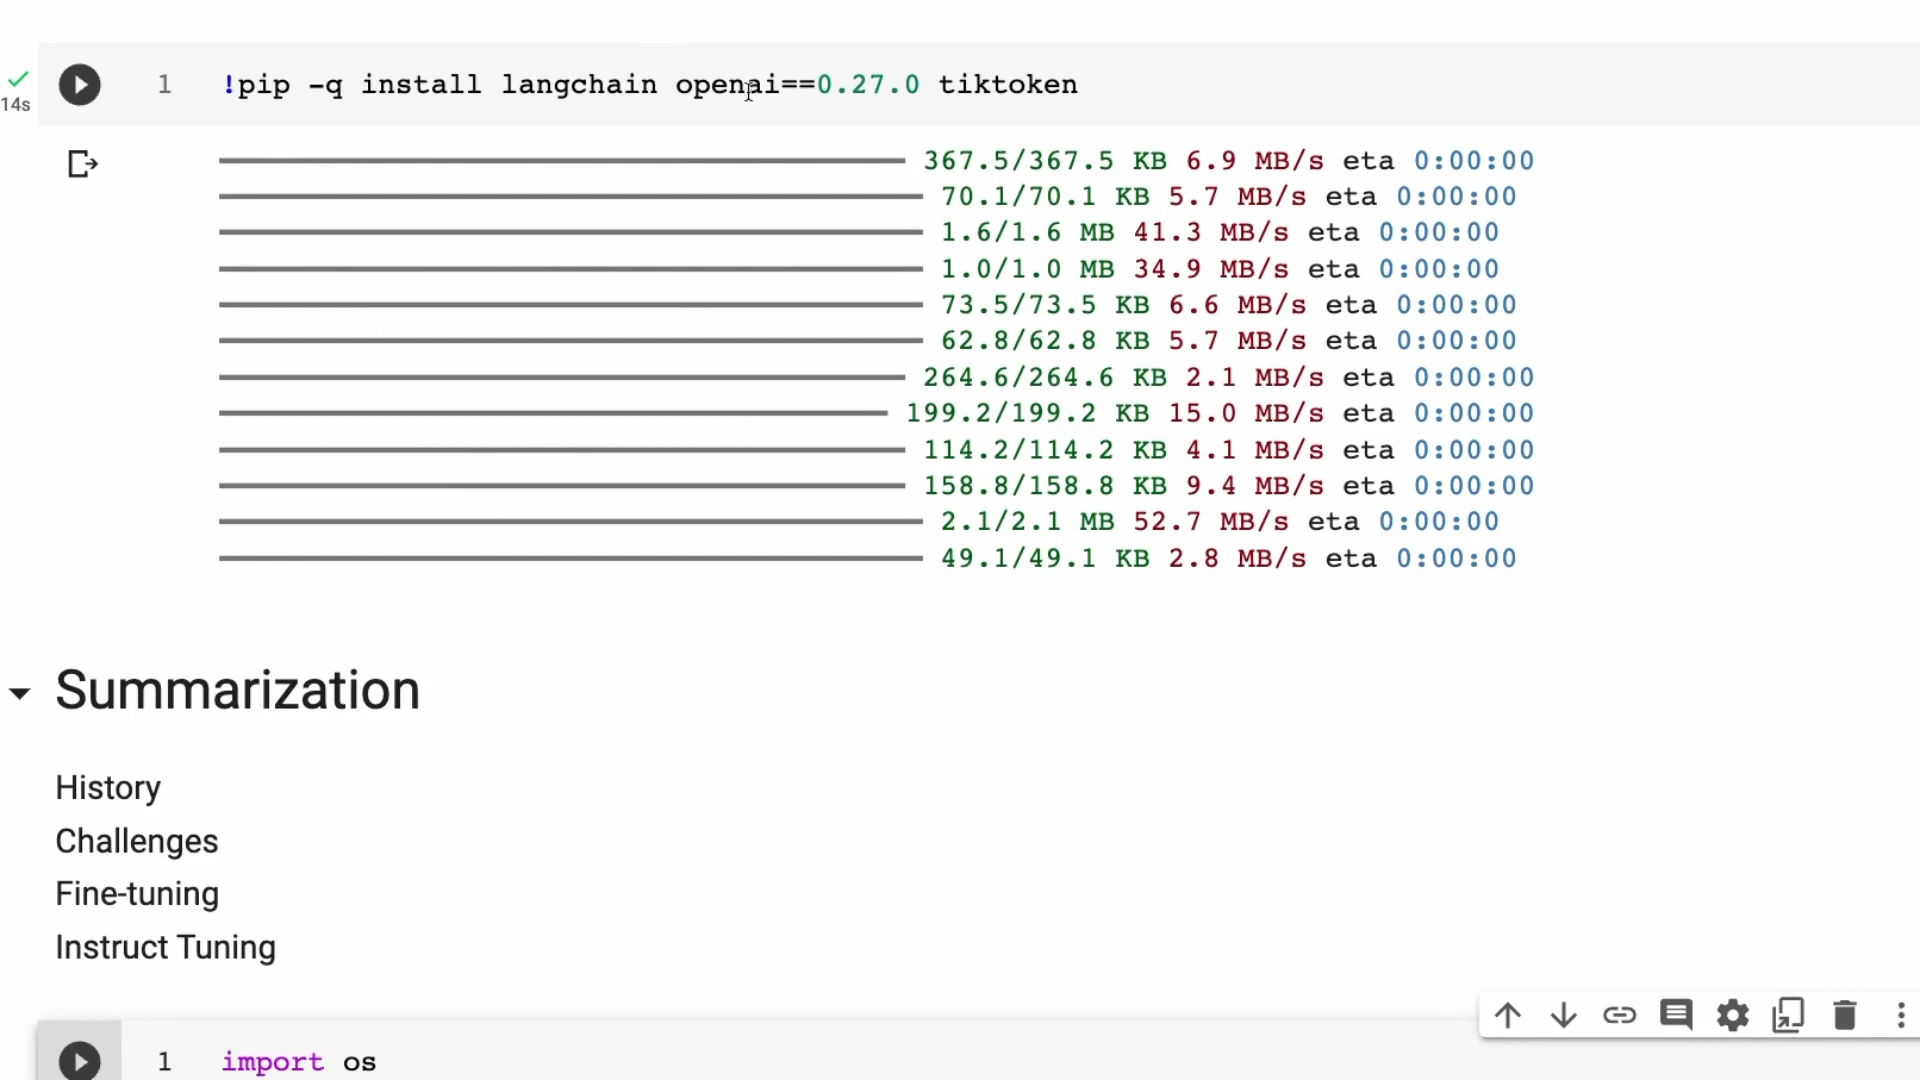 1 !pip -q install langchain openai==0.27.0 tiktoken
14s
367.5/367.5 KB 6.9 MB/s eta 0:00:00
70.1/70.1 KB 5.7 MB/s eta 0:00:00
1.6/1.6 MB 41.3 MB/s eta 0:00:00
1.0/1.0 MB 34.9 MB/s eta 0:00:00
73.5/73.5 KB 6.6 MB/s eta 0:00:00
62.8/62.8 KB 5.7 MB/s eta 0:00:00
264.6/264.6 KB 2.1 MB/s eta 0:00:00
199.2/199.2 KB 15.0 MB/s eta 0:00:00
114.2/114.2 KB 4.1 MB/s eta 0:00:00
158.8/158.8 KB 9.4 MB/s eta 0:00:00
2.1/2.1 MB 52.7 MB/s eta 0:00:00
49.1/49.1 KB 2.8 MB/s eta 0:00:00
Summarization
History
Challenges
Fine-tuning
Instruct Tuning
1 import os